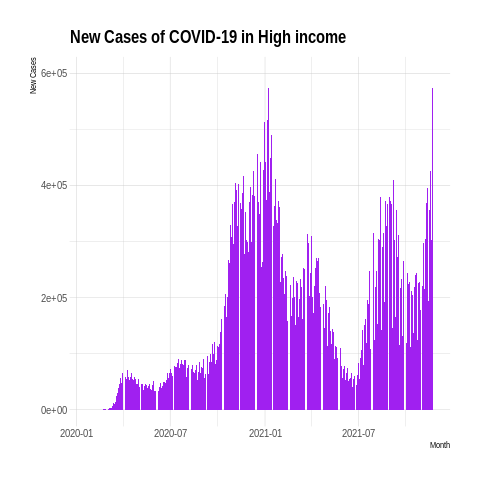 New Cases of COVID-19 in High income
New Cases
6e+05
4e+05
2e+05
0e+00
2020-01
2020-07
2021-01
2021-07
Month